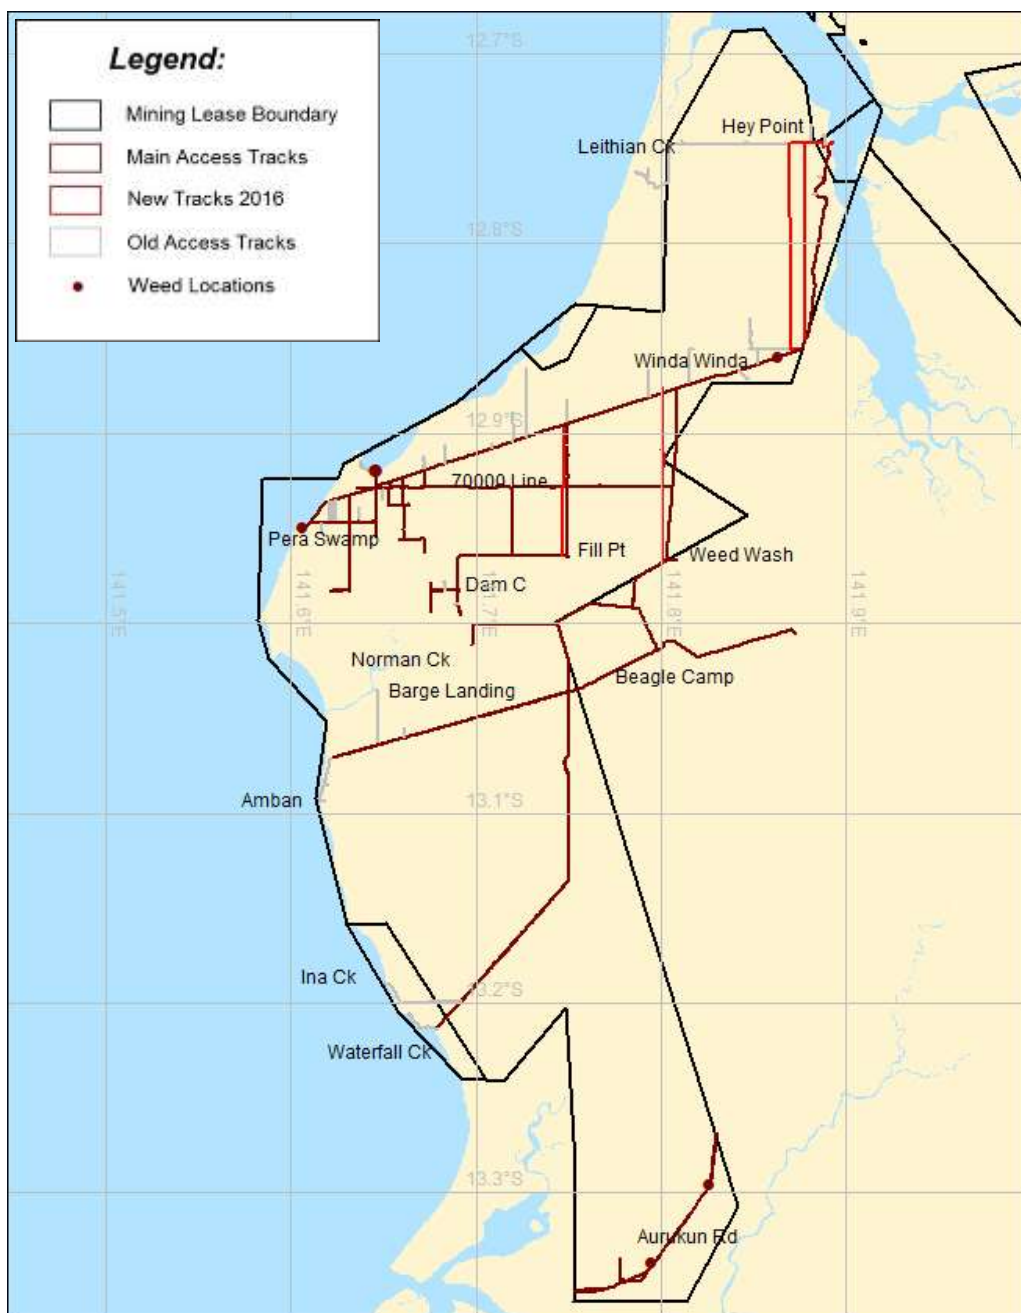 Legend:
Mining Lease Boundary
Main Access Tracks
New Tracks 2016
Old Access Tracks
Weed Locations
12.7°S
Hey Point
Leithian Ck
12.8°S
Winda Winda
12.9°S
70000 Line
Pera Swamp
Fill Pt
Weed Wash
Dam C
141.5°E
141.6°E
141.7°E
141.8°E
141.9°E
Norman Ck
Beagle Camp
Barge Landing
Amban
13.1°S
Ina Ck
13.2°S
Waterfall Ck
13.3°S
Aurukun Rd